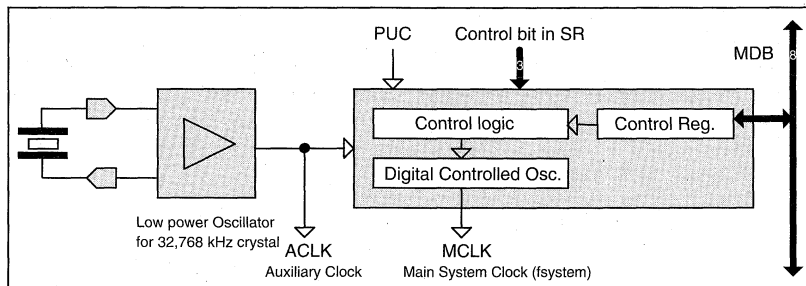 PUC
Control bit in SR
MDB
3
8
Control logic
Control Reg.
Digital Controlled Osc.
Low power Oscillator
for 32,768 kHz crystal
ACLK
Auxiliary Clock
MCLK
Main System Clock (fsystem)